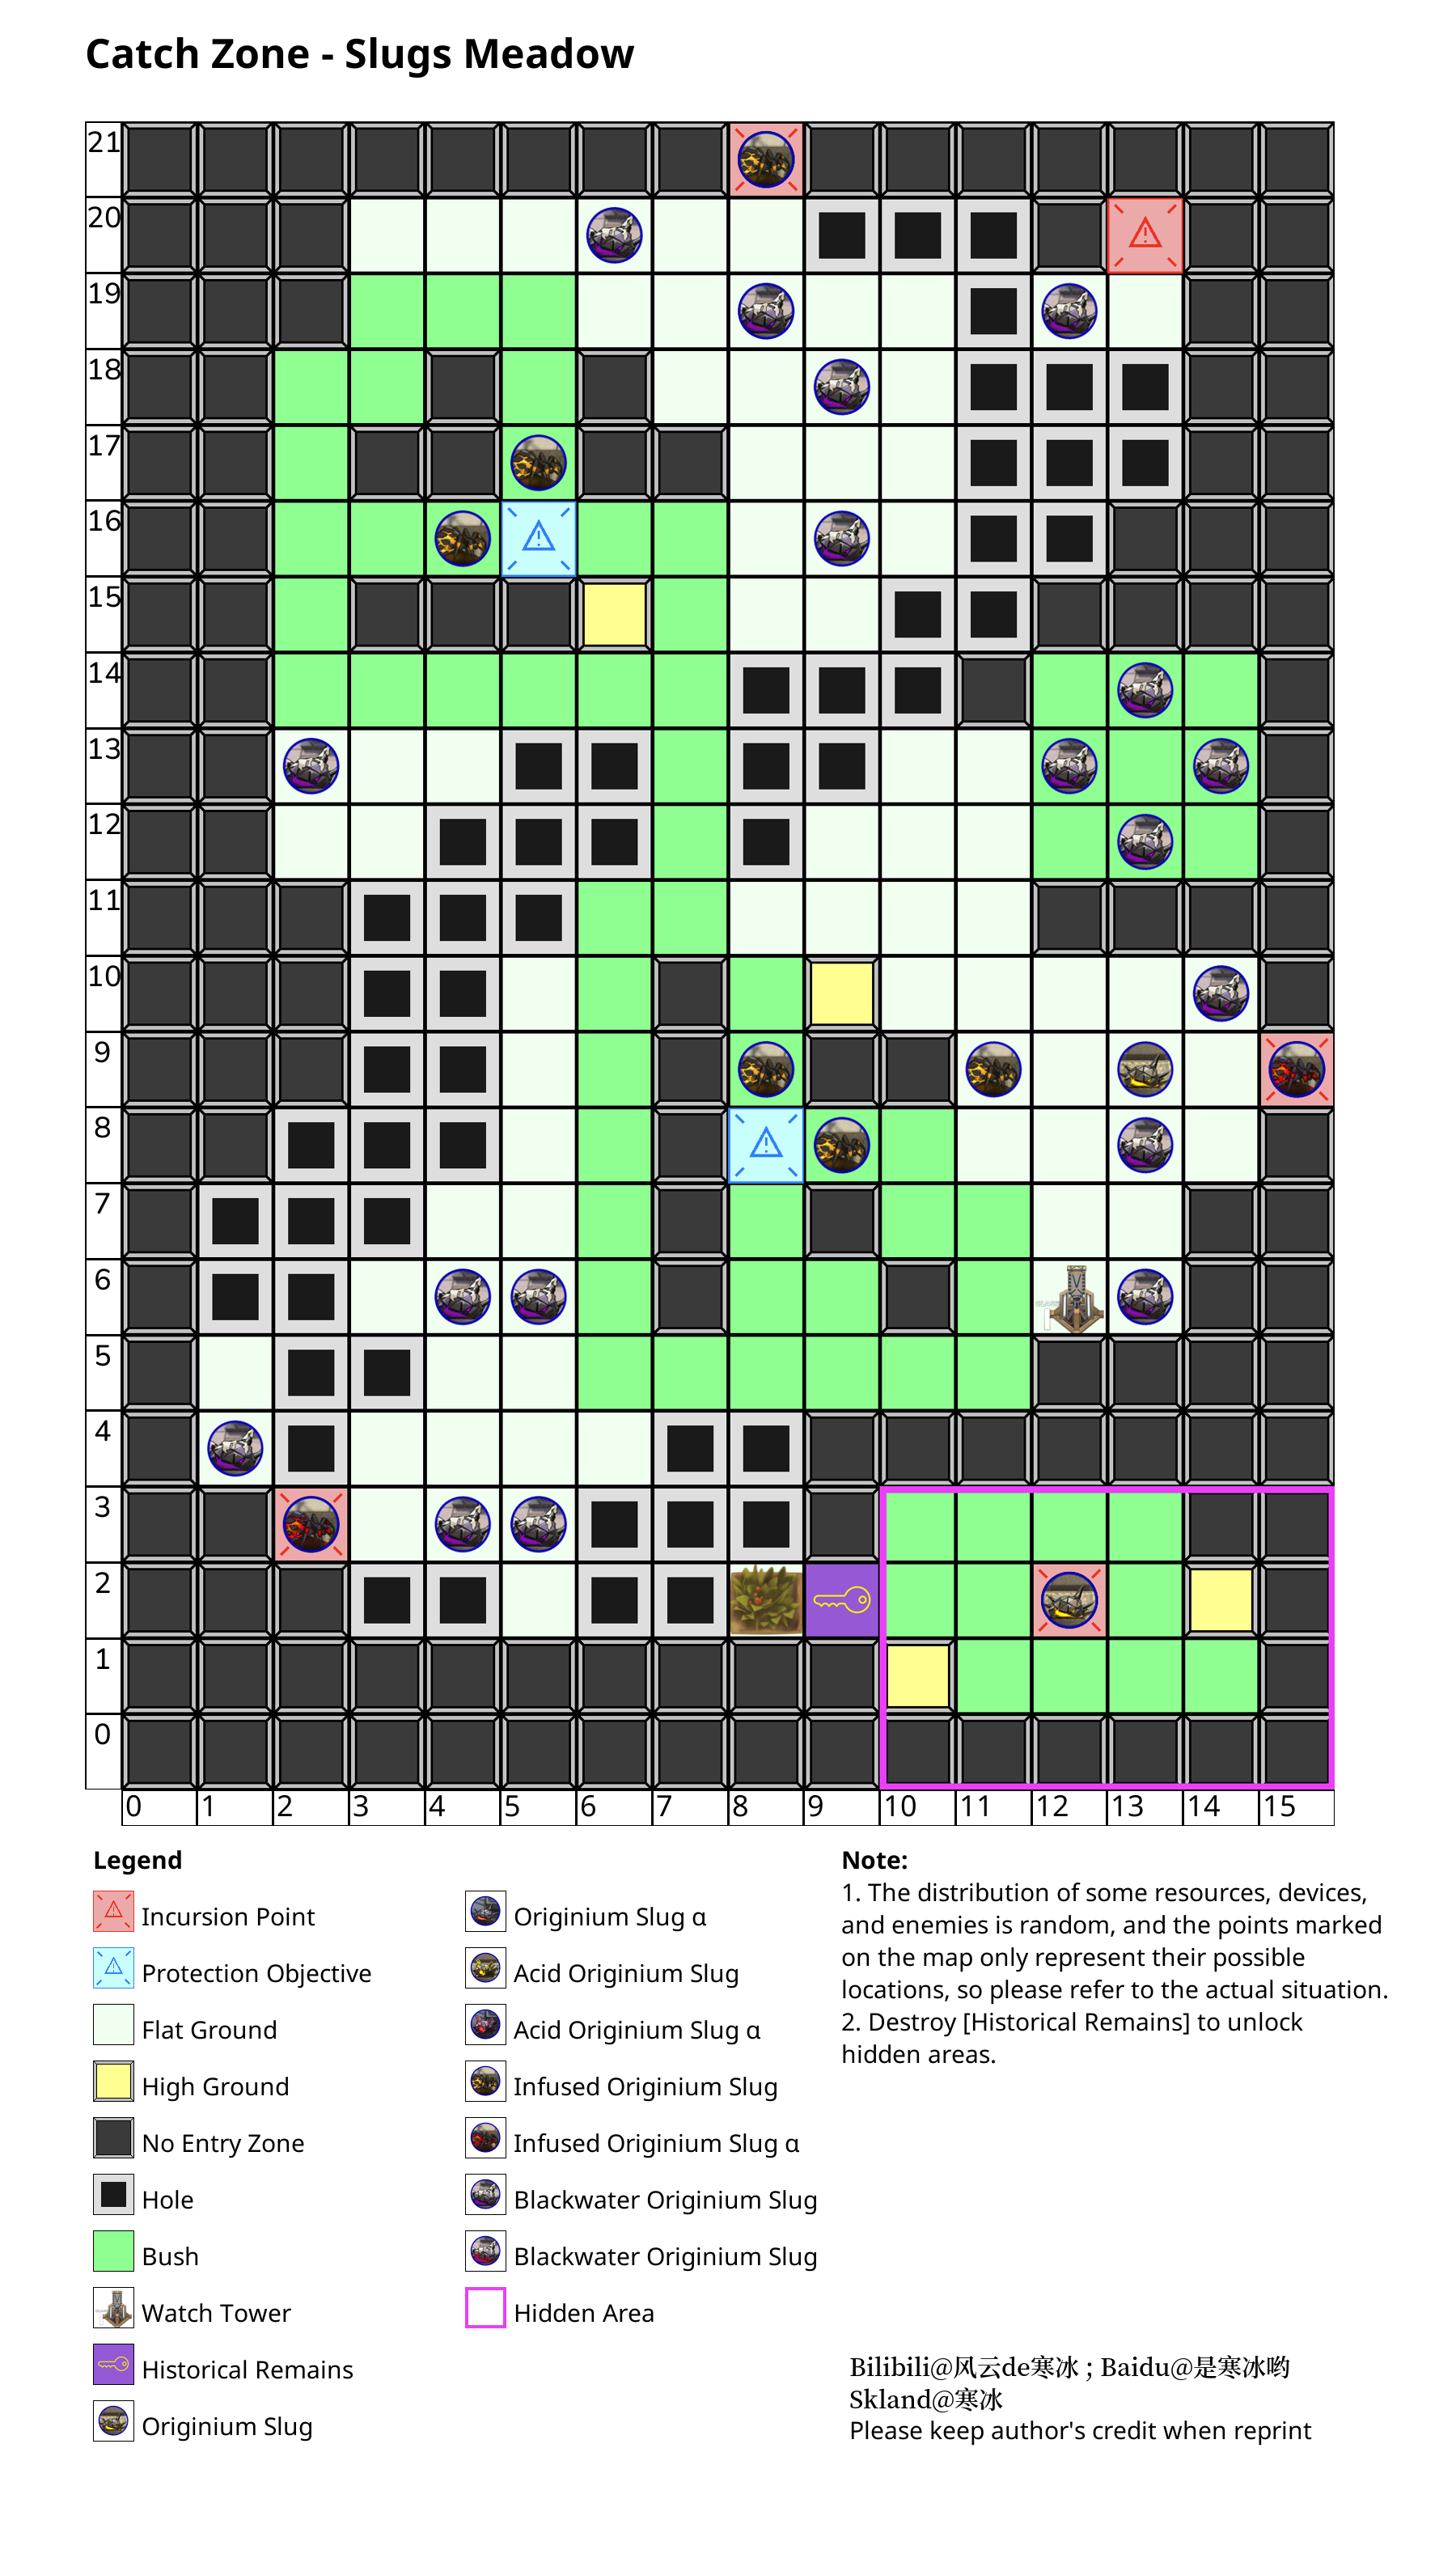 Catch Zone - Slugs Meadow
21
20
19
18
17
16
15
14
13
12
11
10
9
8
7
6
5
4
3
2
1
0
0 1 2 3 4 5 6 7 8 9 10 11 12 13 14 15
Legend
Incursion Point
Protection Objective
Flat Ground
High Ground
No Entry Zone
Hole
Bush
Watch Tower
Historical Remains
Originium Slug
Originium Slug α
Acid Originium Slug
Acid Originium Slug α
Infused Originium Slug
Infused Originium Slug α
Blackwater Originium Slug
Blackwater Originium Slug
Hidden Area
Note:
1. The distribution of some resources, devices,
and enemies is random, and the points marked
on the map only represent their possible
locations, so please refer to the actual situation.
2. Destroy [Historical Remains] to unlock
hidden areas.
Bilibili@风云de寒冰 ; Baidu@是寒冰哟
Skland@寒冰
Please keep author's credit when reprint